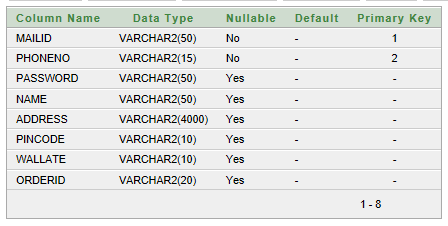 Column Name Data Type Nullable Default Primary Key
MAILID VARCHAR2(50) No - 1
PHONENO VARCHAR2(15) No - 2
PASSWORD VARCHAR2(50) Yes - -
NAME VARCHAR2(50) Yes - -
ADDRESS VARCHAR2(4000) Yes - -
PINCODE VARCHAR2(10) Yes - -
WALLATE VARCHAR2(10) Yes - -
ORDERID VARCHAR2(20) Yes - -
1 - 8